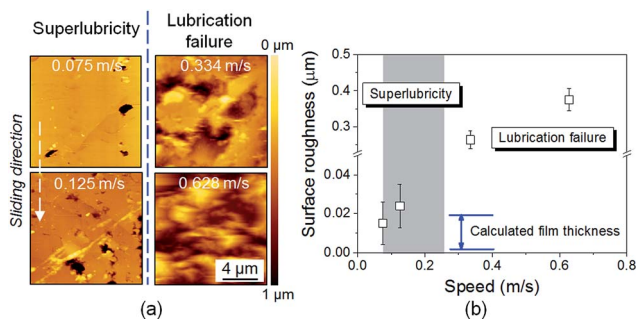 (a)
Superlubricity
Lubrication
failure
0 μm
0.075 m/s
0.334 m/s
Sliding direction
0.125 m/s
0.628 m/s
4 μm
1 μm
(a)
Surface roughness (μm)
0.5
0.4
0.3
0.04
0.02
0.00
Superlubricity
Lubrication failure
Calculated film thickness
0.0
0.2
0.4
0.6
0.8
Speed (m/s)
(b)